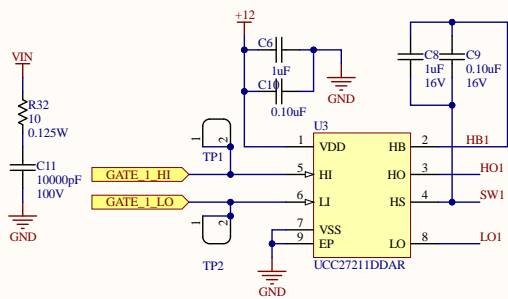 +12
VIN
R32
10
0.125W
C11
10000pF
100V
GND
C6
1uF
C10
0.10uF
GND
C8
1uF
16V
C9
0.10uF
16V
1
2
TP1
GATE_1_HI
GATE_1_LO
1
2
TP2
U3
1
VDD
HB
2
HB1
5
HI
HO
3
HO1
6
LI
HS
4
SW1
7
VSS
9
EP
LO
8
LO1
UCC27211DDAR
GND